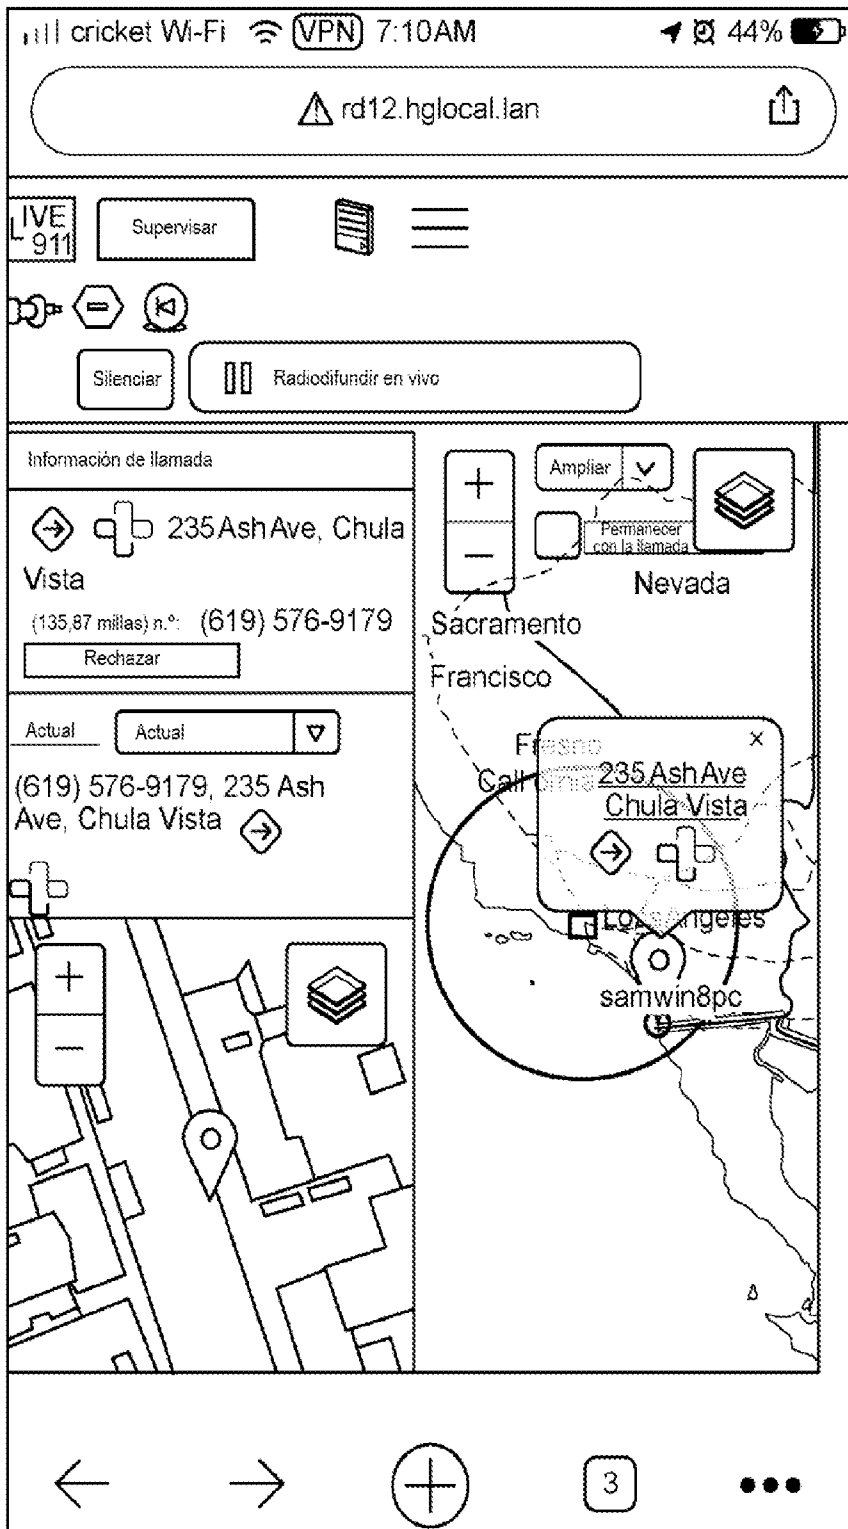 cricket Wi-Fi VPN 7:10AM 44%
rd12.hglocal.lan
LIVE
911
Supervisar
Silenciar
Radiodifundir en vivo
Información de llamada
235 Ash Ave, Chula
Vista
(135,87 millas) n.º: (619) 576-9179
Rechazar
Actual
Actual
(619) 576-9179, 235 Ash
Ave, Chula Vista
+
−
+
−
Ampliar
Permanecer
con la llamada
Nevada
Sacramento
Francisco
Fresno
California
235 Ash Ave
Chula Vista
x
Los Angeles
samwin8pc
3